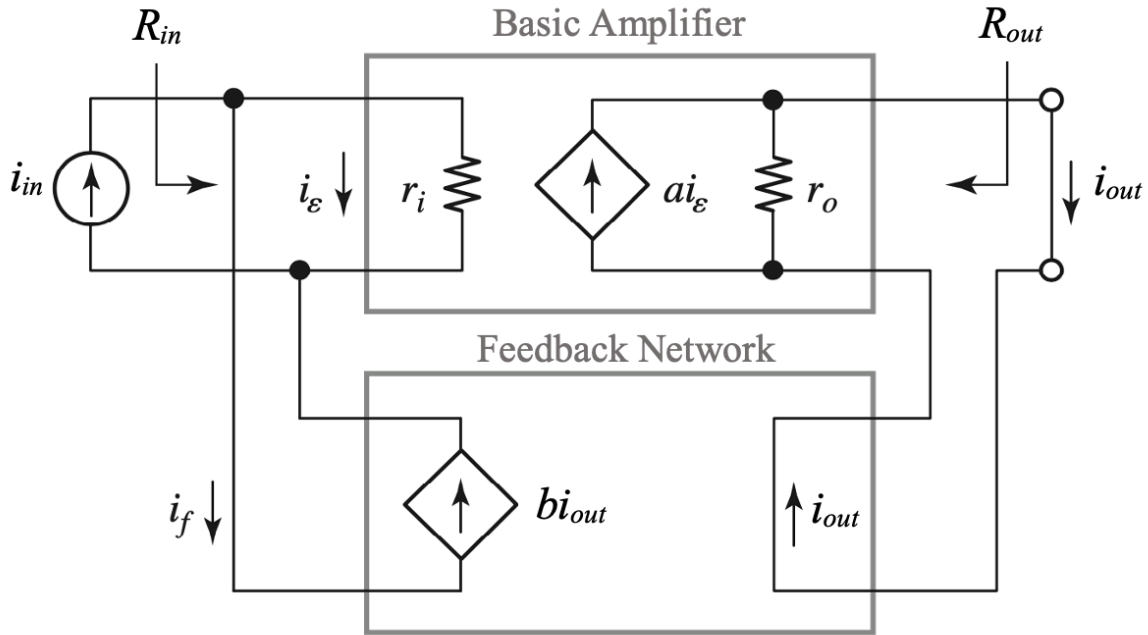 R_in
Basic Amplifier
R_out
i_in
i_ε
r_i
ai_ε
r_o
i_out
Feedback Network
i_f
bi_out
i_out